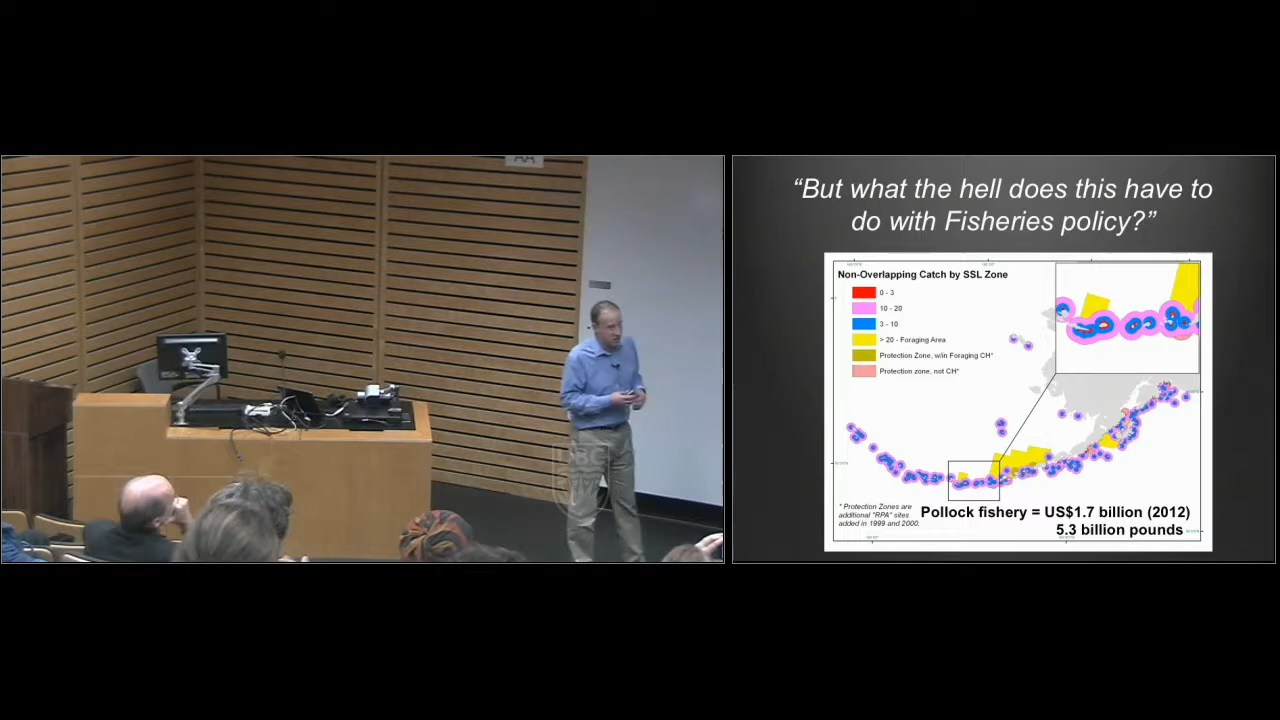 “But what the hell does this have to
do with Fisheries policy?”
Non-Overlapping Catch by SSL Zone
0 - 3
10 - 20
3 - 10
> 20 - Foraging Area
Protection Zone, w/in Foraging CH*
Protection zone, not CH*
* Protection Zones are
additional "RPA" sites
added in 1999 and 2000.
Pollock fishery = US$1.7 billion (2012)
5.3 billion pounds
UBC